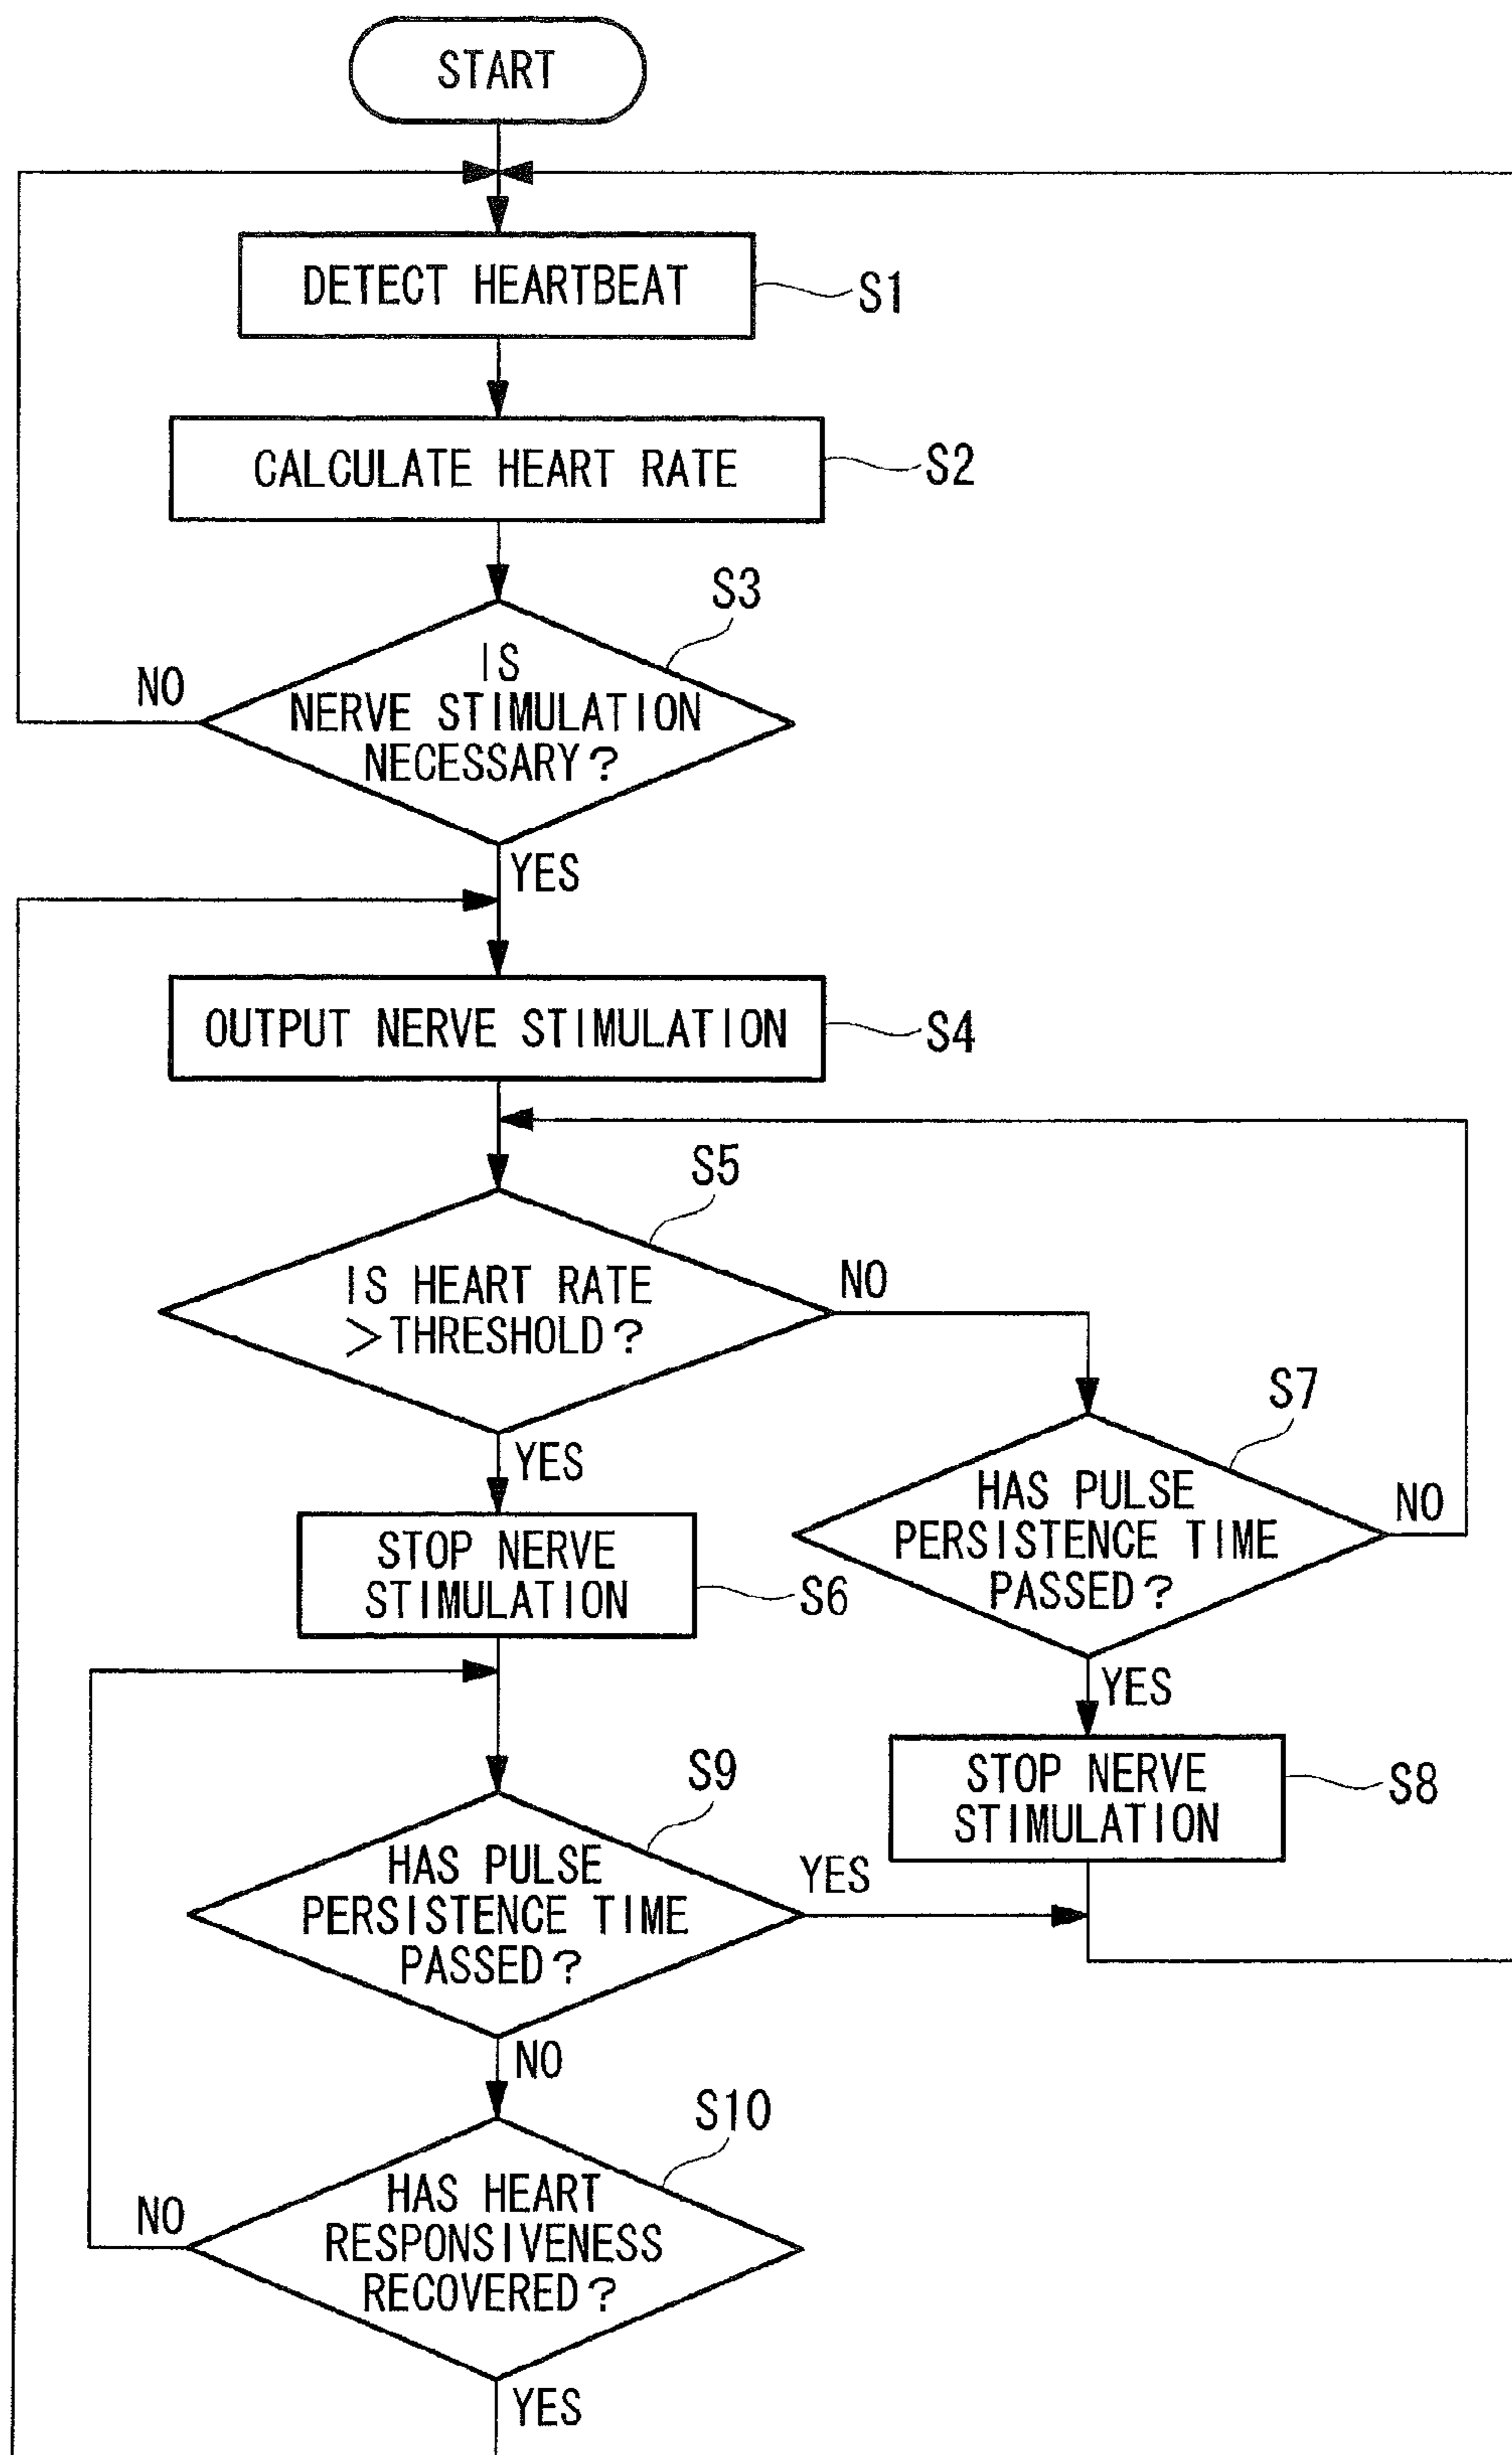 START
DETECT HEARTBEAT
S1
CALCULATE HEART RATE
S2
S3
IS
NERVE STIMULATION
NECESSARY?
NO
YES
OUTPUT NERVE STIMULATION
S4
S5
IS HEART RATE
>THRESHOLD?
NO
YES
S7
HAS PULSE
PERSISTENCE TIME
PASSED?
NO
YES
STOP NERVE
STIMULATION
S6
STOP NERVE
STIMULATION
S8
S9
HAS PULSE
PERSISTENCE TIME
PASSED?
YES
NO
S10
HAS HEART
RESPONSIVENESS
RECOVERED?
NO
YES